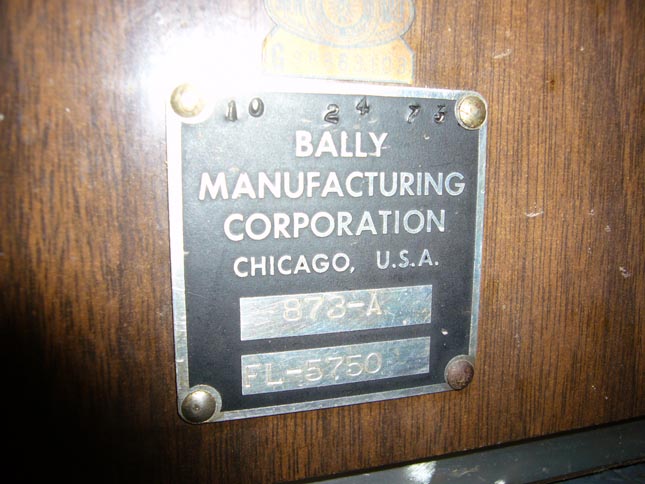 10 24 73
BALLY
MANUFACTURING
CORPORATION
CHICAGO, U.S.A.
873-A
FL-5750